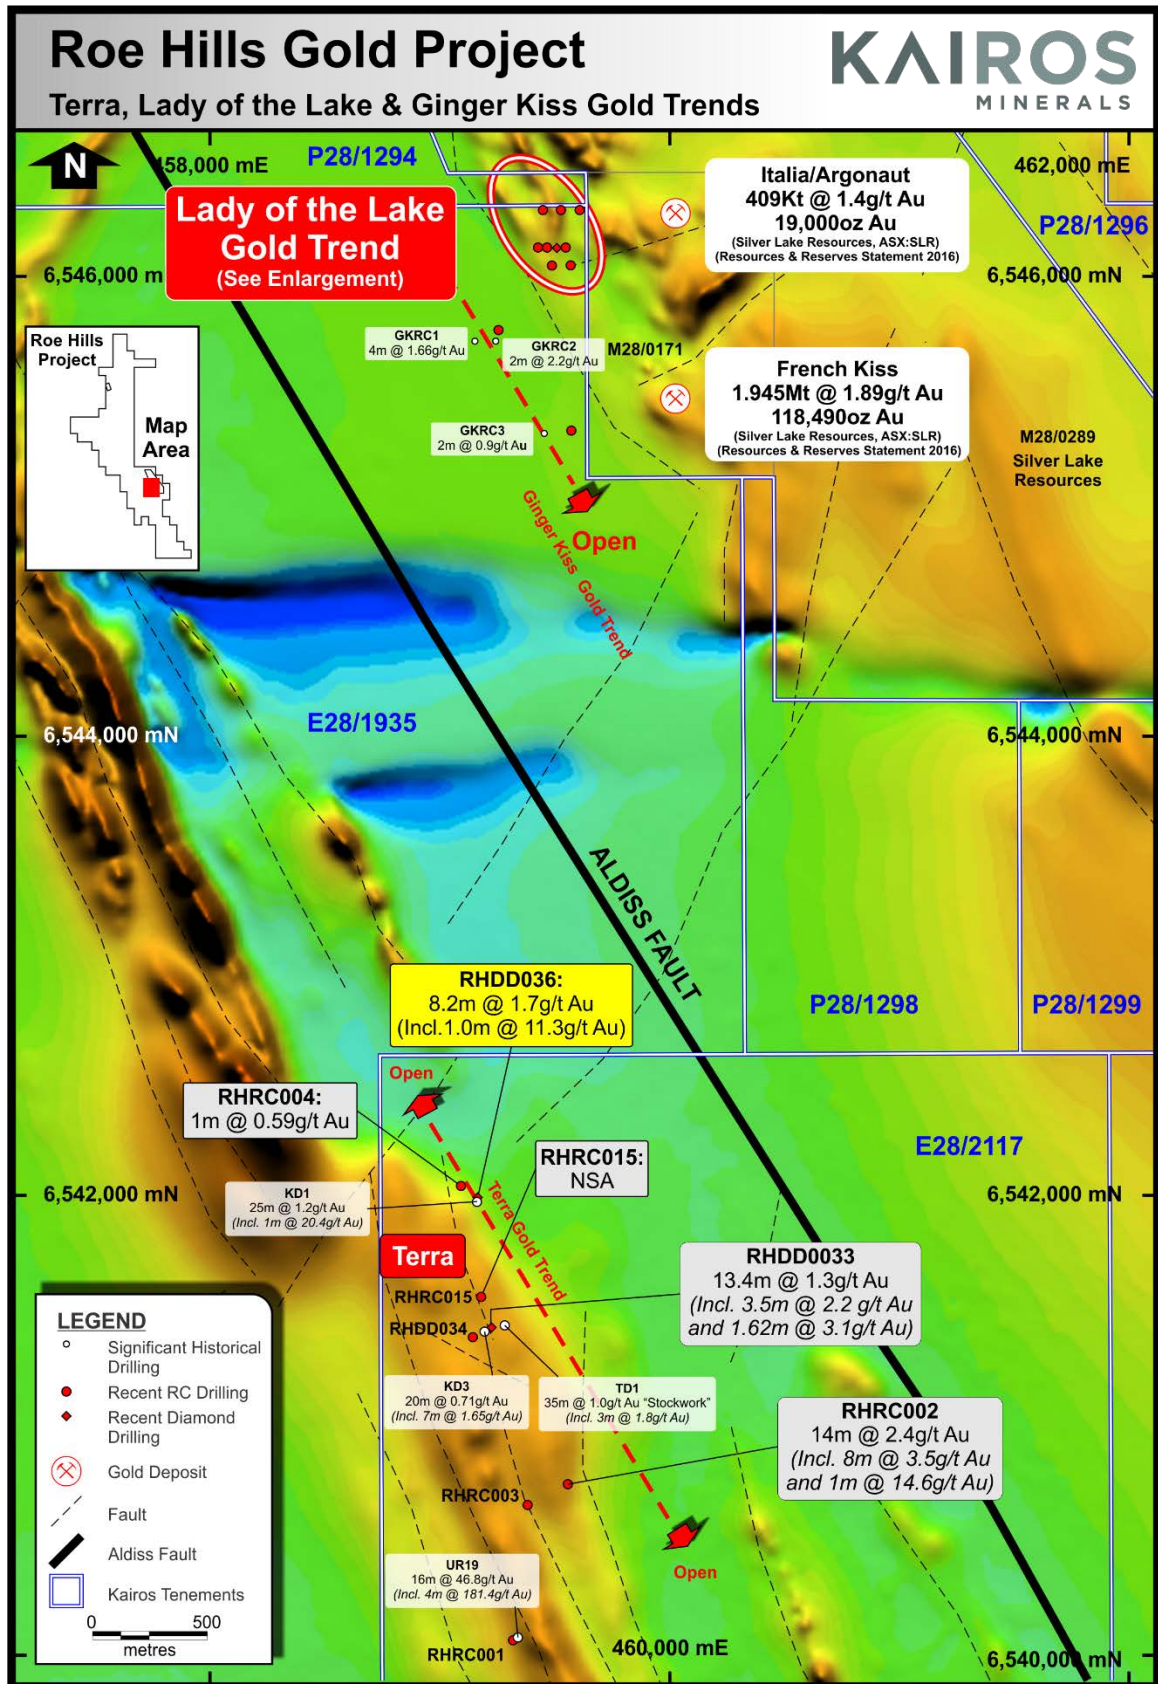 Roe Hills Gold Project
Terra, Lady of the Lake & Ginger Kiss Gold Trends
KAIROS
MINERALS
N
458,000 mE
P28/1294
462,000 mE
Lady of the Lake
Gold Trend
(See Enlargement)
Italia/Argonaut
409Kt @ 1.4g/t Au
19,000oz Au
(Silver Lake Resources, ASX:SLR)
(Resources & Reserves Statement 2016)
P28/1296
6,546,000 m
6,546,000 mN
Roe Hills
Project
Map
Area
GKRC1
4m @ 1.66g/t Au
GKRC2
2m @ 2.2g/t Au
M28/0171
French Kiss
1.945Mt @ 1.89g/t Au
118,490oz Au
(Silver Lake Resources, ASX:SLR)
(Resources & Reserves Statement 2016)
GKRC3
2m @ 0.9g/t Au
M28/0289
Silver Lake
Resources
Open
Ginger Kiss Gold Trend
E28/1935
6,544,000 mN
6,544,000 mN
ALDISS FAULT
RHDD036:
8.2m @ 1.7g/t Au
(Incl.1.0m @ 11.3g/t Au)
P28/1298
P28/1299
Open
RHRC004:
1m @ 0.59g/t Au
RHRC015:
NSA
E28/2117
6,542,000 mN
6,542,000 mN
KD1
25m @ 1.2g/t Au
(Incl. 1m @ 20.4g/t Au)
Terra Gold Trend
Terra
RHDD0033
13.4m @ 1.3g/t Au
(Incl. 3.5m @ 2.2 g/t Au
and 1.62m @ 3.1g/t Au)
RHRC015
RHDD034
KD3
20m @ 0.71g/t Au
(Incl. 7m @ 1.65g/t Au)
TD1
35m @ 1.0g/t Au “Stockwork”
(Incl. 3m @ 1.8g/t Au)
RHRC002
14m @ 2.4g/t Au
(Incl. 8m @ 3.5g/t Au
and 1m @ 14.6g/t Au)
RHRC003
Open
UR19
16m @ 46.8g/t Au
(Incl. 4m @ 181.4g/t Au)
RHRC001
460,000 mE
6,540,000 mN
LEGEND
Significant Historical
Drilling
Recent RC Drilling
Recent Diamond
Drilling
Gold Deposit
Fault
Aldiss Fault
Kairos Tenements
0 500
metres